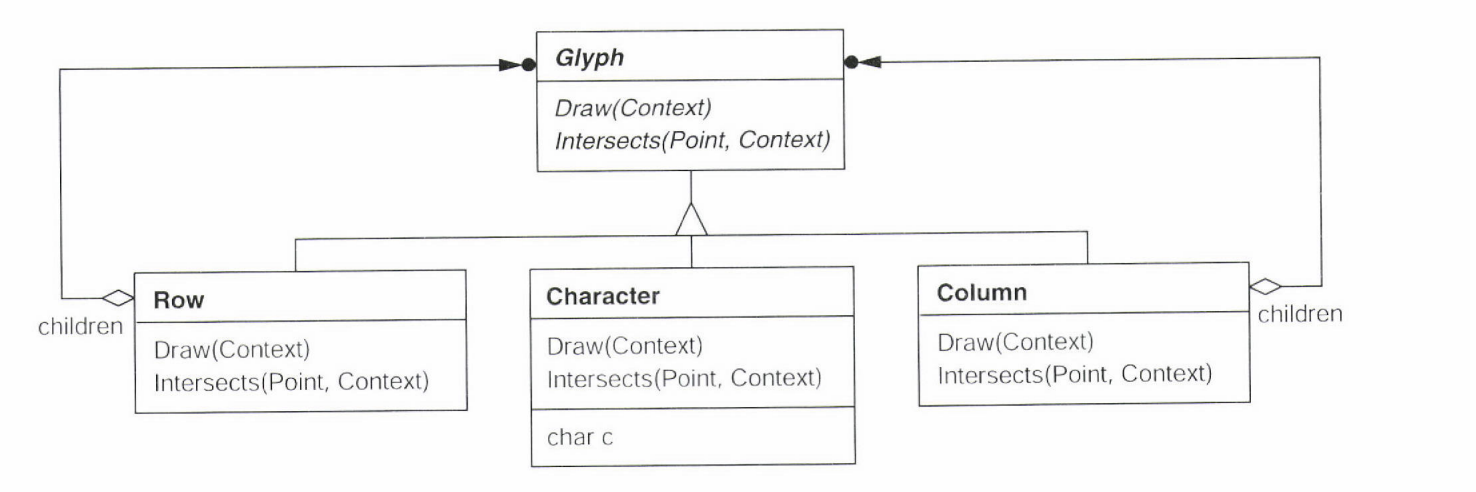 Glyph
Draw(Context)
Intersects(Point, Context)
Row
children
Draw(Context)
Intersects(Point, Context)
Character
Draw(Context)
Intersects(Point, Context)
char c
Column
children
Draw(Context)
Intersects(Point, Context)